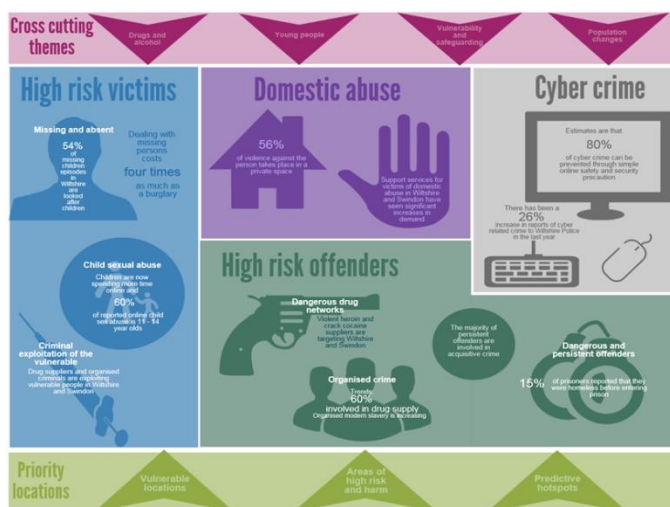 Cross cutting
themes
Drugs and
alcohol
Young people
Vulnerability
and
safeguarding
Population
changes
High risk victims
Missing and absent
54%
of
missing
children
episodes
in
Wiltshire
are
looked
after
children
Dealing with
missing
persons
costs
four times
as much as
a burglary
Child sexual abuse
Children are now
spending more time
online and
60%
of reported online child
sex abuse is 11 - 14
year olds
Criminal
exploitation of the
vulnerable
Drug suppliers and organised
criminals are exploiting
vulnerable people in Wiltshire
and Swindon
Domestic abuse
56%
of violence against the
person takes place in a
private space
Support services for
victims of domestic
abuse in Wiltshire
and Swindon have
seen significant
increases in
demand
Cyber crime
Estimates are that
80%
of cyber crime can be
prevented through simple
online safety and security
precaution
There has been a
26%
increase in reports of cyber
related crime to Wiltshire Police
in the last year
High risk offenders
Dangerous drug
networks
Violent heroin and
crack cocaine
suppliers are
targeting Wiltshire
and Swindon
Organised crime
Trends:
60%
involved in drug supply
Organised modern slavery is increasing
The majority of
persistent
offenders are
involved in
acquisitive crime
Dangerous and
persistent offenders
15%
of prisoners reported that they
were homeless before entering
prison
Priority
locations
Vulnerable
locations
Areas of
high risk
and harm
Predictive
hotspots